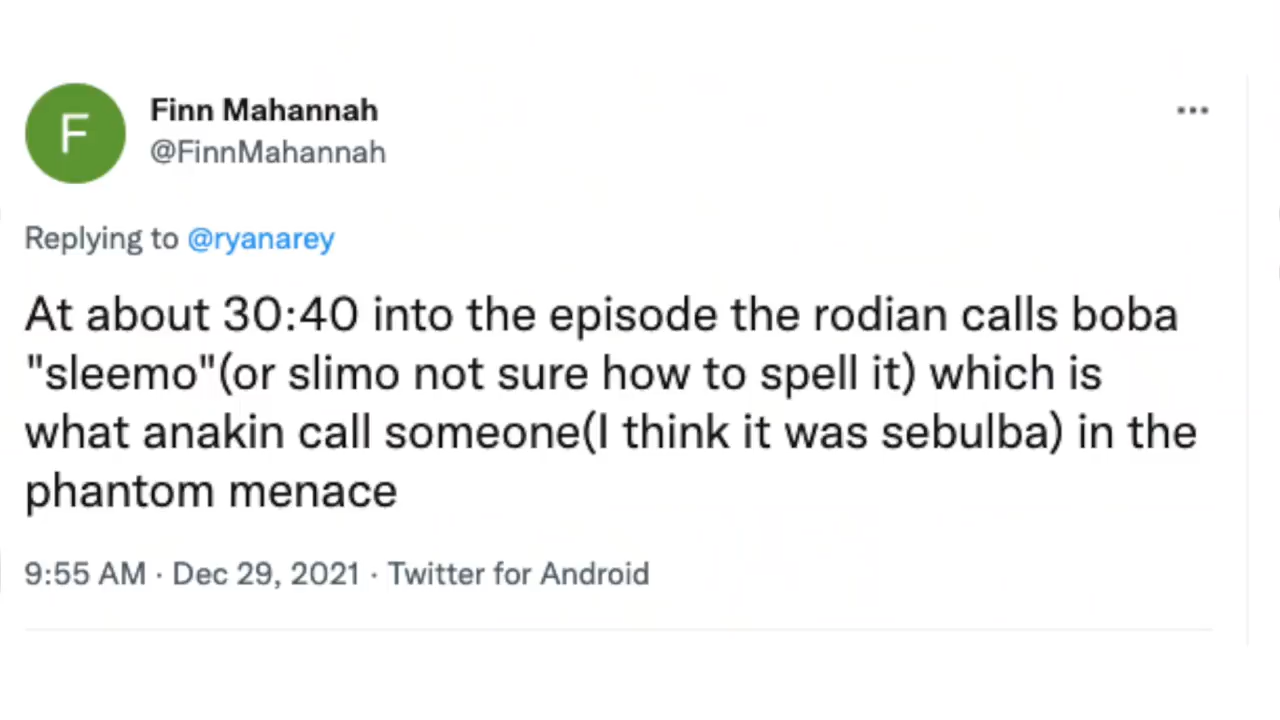 F
Finn Mahannah
@FinnMahannah
Replying to @ryanarey
At about 30:40 into the episode the rodian calls boba
"sleemo"(or slimo not sure how to spell it) which is
what anakin call someone(I think it was sebulba) in the
phantom menace
9:55 AM · Dec 29, 2021 · Twitter for Android